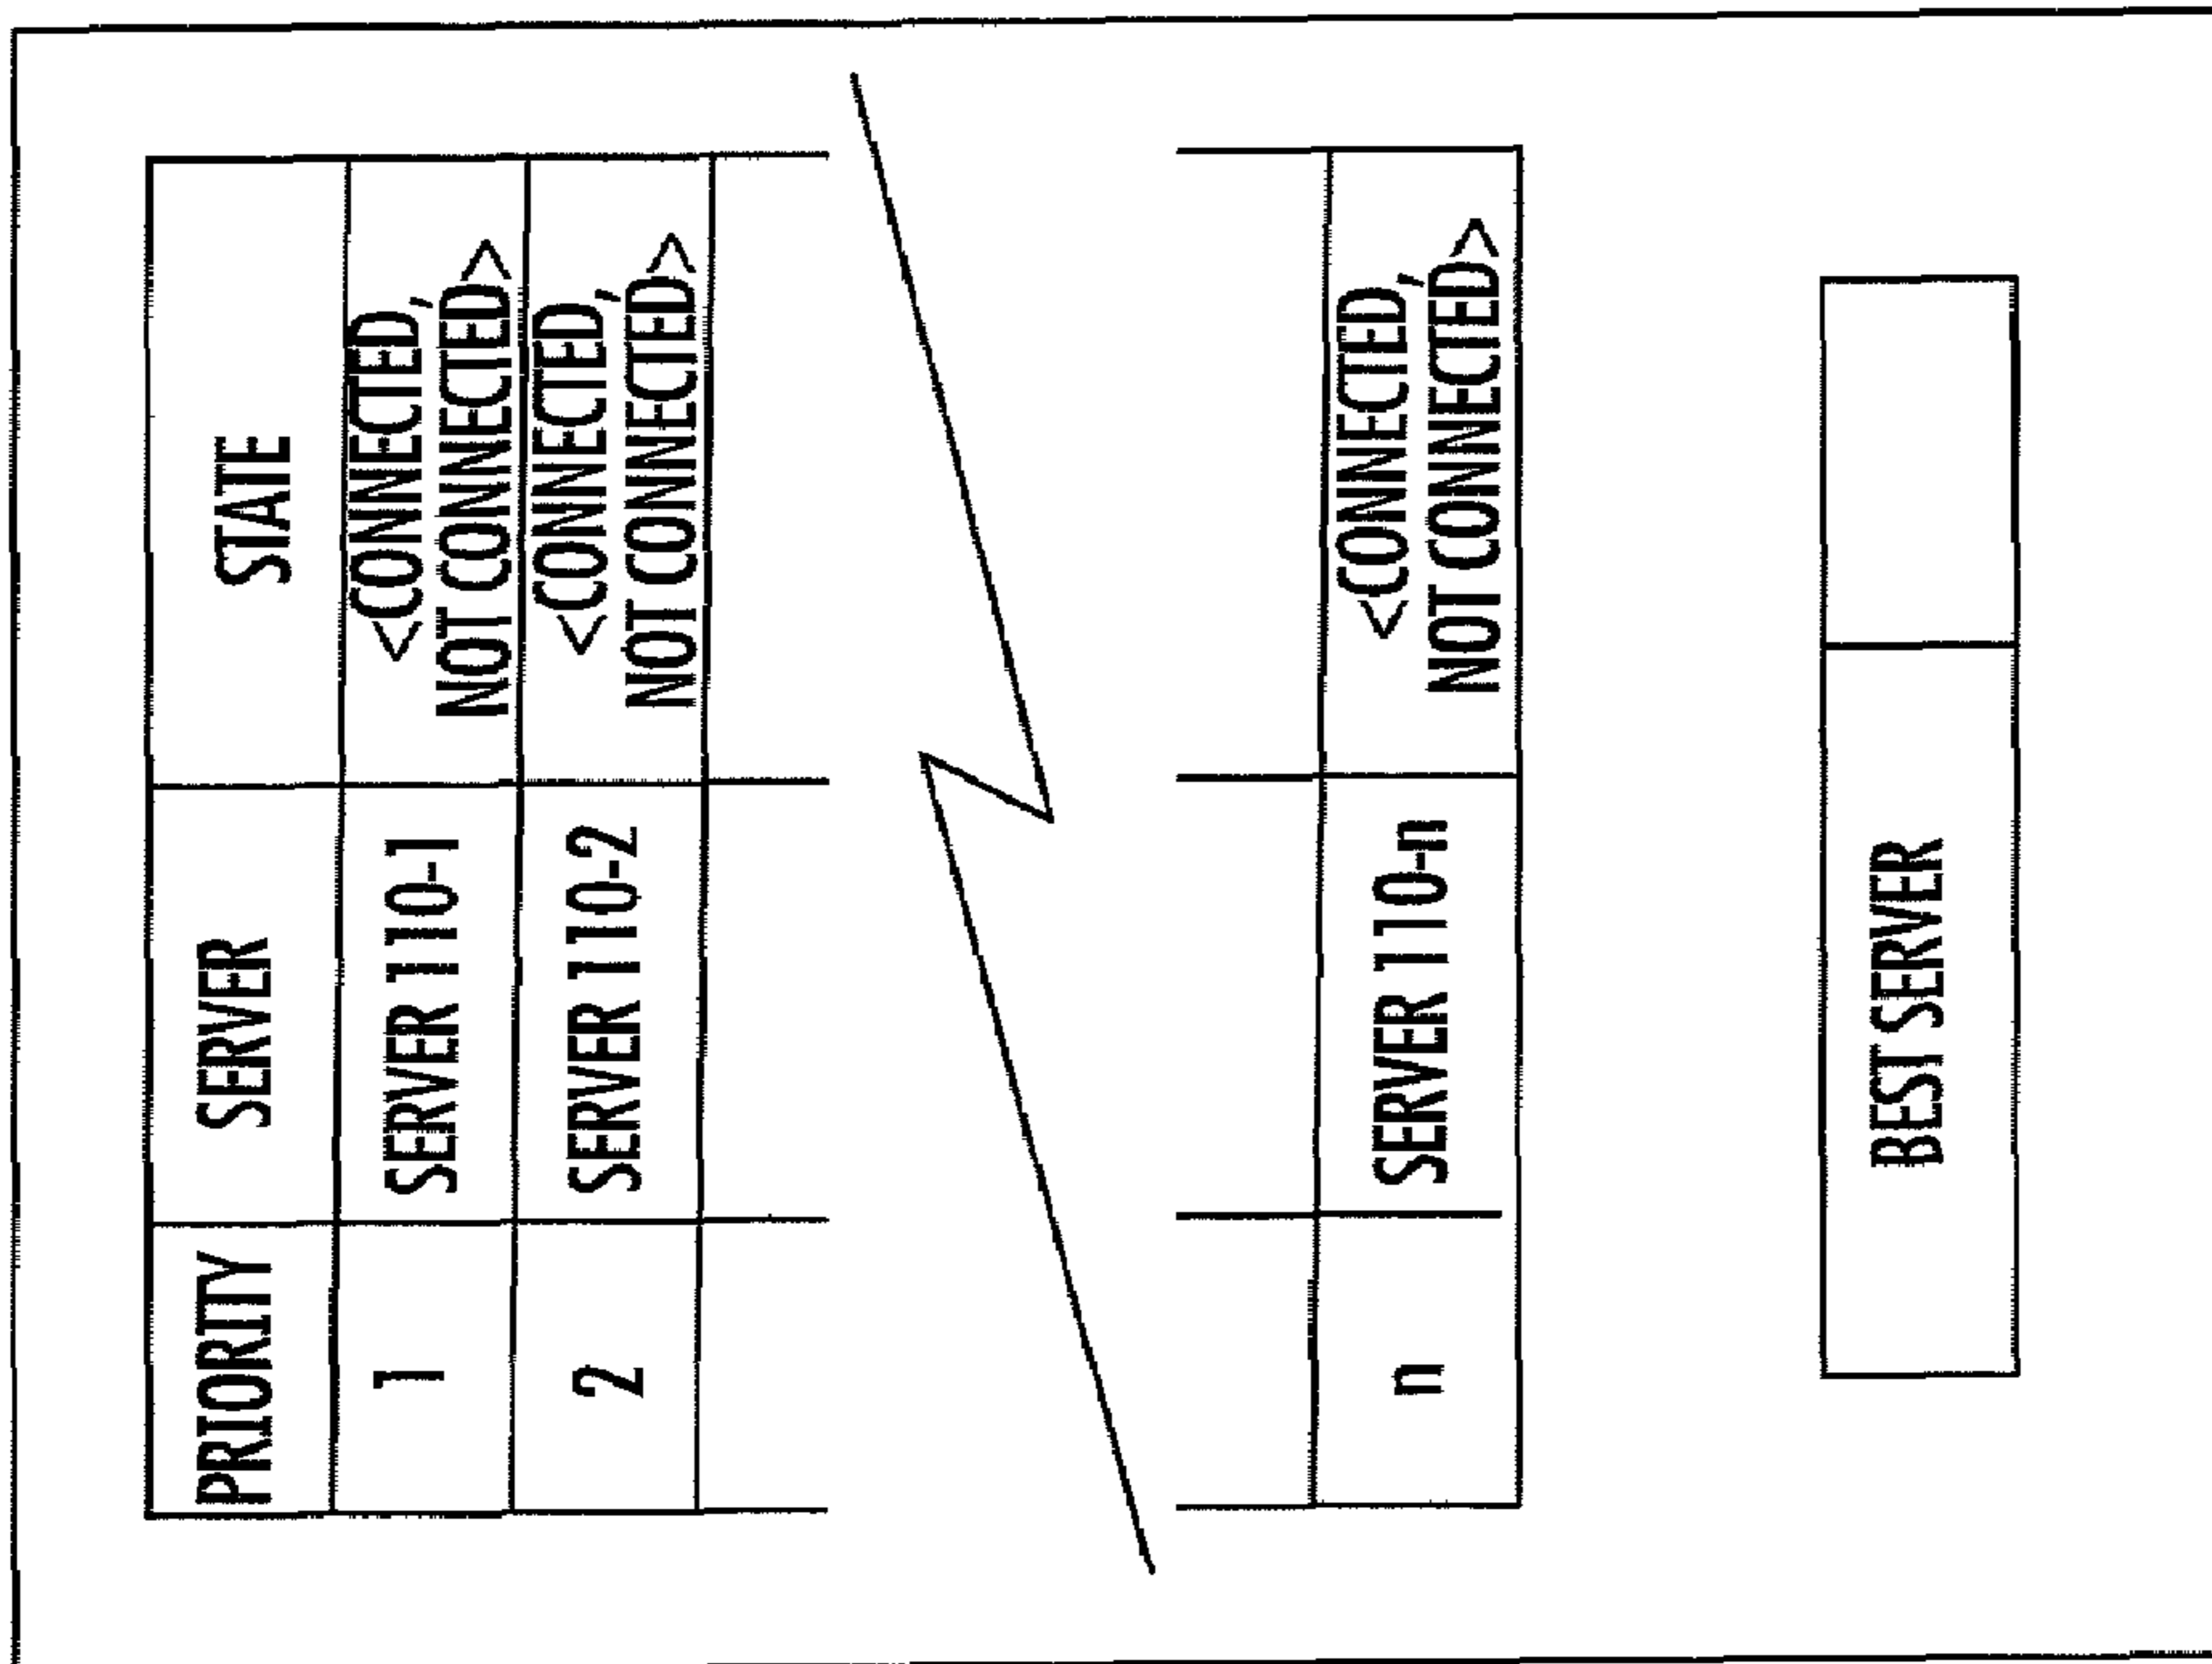 PRIORITY SERVER STATE
1 SERVER 110-1 <CONNECTED,
NOT CONNECTED>
2 SERVER 110-2 <CONNECTED,
NOT CONNECTED>
n SERVER 110-n <CONNECTED,
NOT CONNECTED>
BEST SERVER